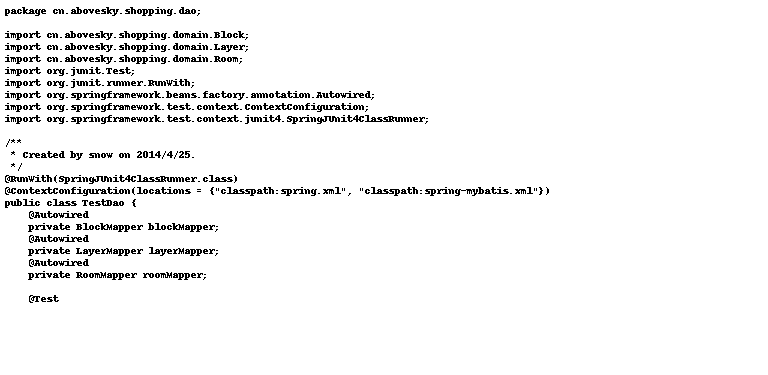 package cn.abovesky.shopping.dao;

import cn.abovesky.shopping.domain.Block;
import cn.abovesky.shopping.domain.Layer;
import cn.abovesky.shopping.domain.Room;
import org.junit.Test;
import org.junit.runner.RunWith;
import org.springframework.beans.factory.annotation.Autowired;
import org.springframework.test.context.ContextConfiguration;
import org.springframework.test.context.junit4.SpringJUnit4ClassRunner;

/**
 * Created by snow on 2014/4/25.
 */
@RunWith(SpringJUnit4ClassRunner.class)
@ContextConfiguration(locations = {"classpath:spring.xml", "classpath:spring-mybatis.xml"})
public class TestDao {
    @Autowired
    private BlockMapper blockMapper;
    @Autowired
    private LayerMapper layerMapper;
    @Autowired
    private RoomMapper roomMapper;

    @Test